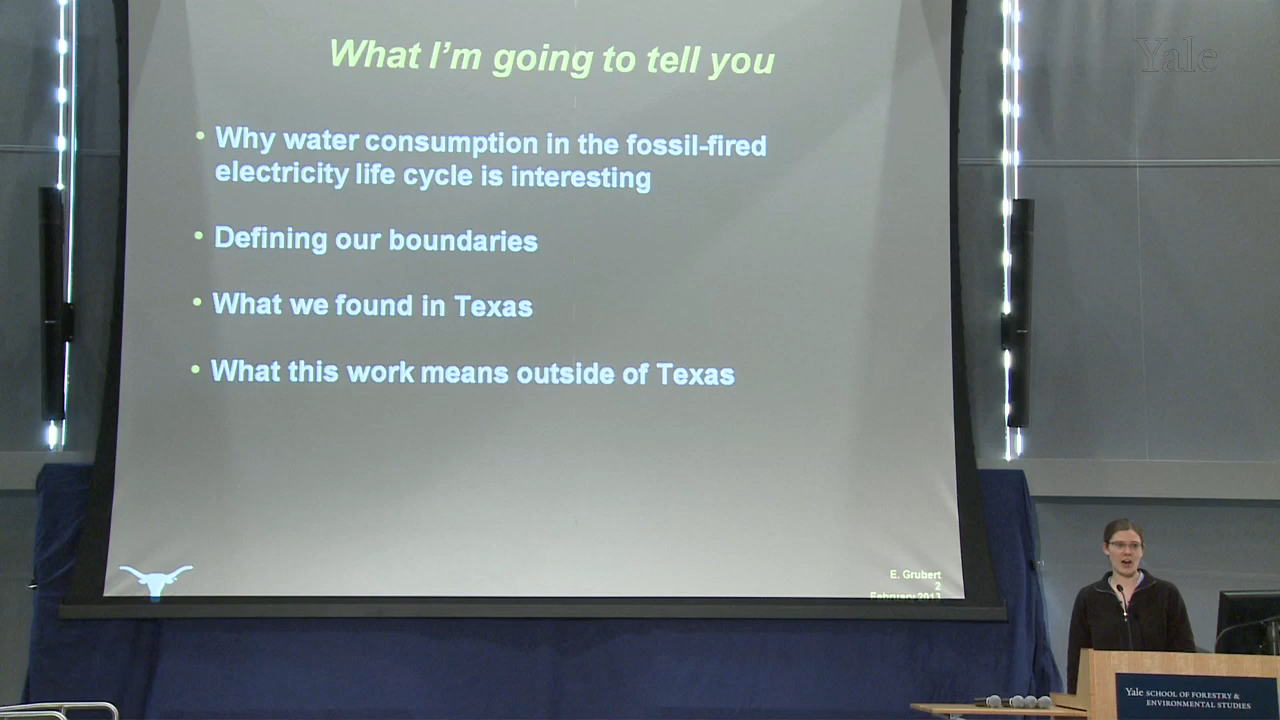 Yale
What I'm going to tell you
• Why water consumption in the fossil-fired
electricity life cycle is interesting
• Defining our boundaries
• What we found in Texas
• What this work means outside of Texas
E. Grubert
2
February 2013
Yale SCHOOL OF FORESTRY &
ENVIRONMENTAL STUDIES